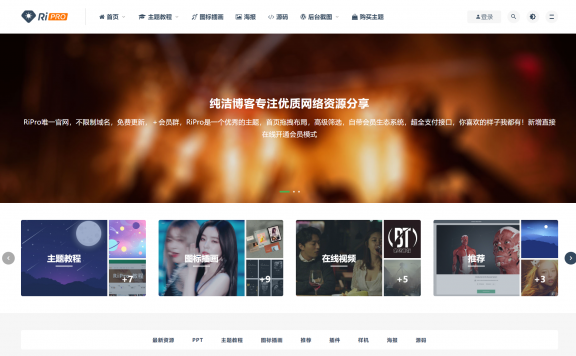 RiPRO
首页 主题教程 图标插画 海报 源码 后台截图 购买主题 登录
纯洁博客专注优质网络资源分享
RiPro唯一官网，不限制域名，免费更新，+会员群，RiPro是一个优秀的主题，首页拖拽布局，高级筛选，自带会员生态系统，超全支付接口，你喜欢的样子我都有！新增直接
在线开通会员模式
主题教程 +7 图标插画 +9 在线视频 BT +5 推荐 +3
最新资源 PPT 主题教程 图标插画 推荐 插件 样机 海报 源码